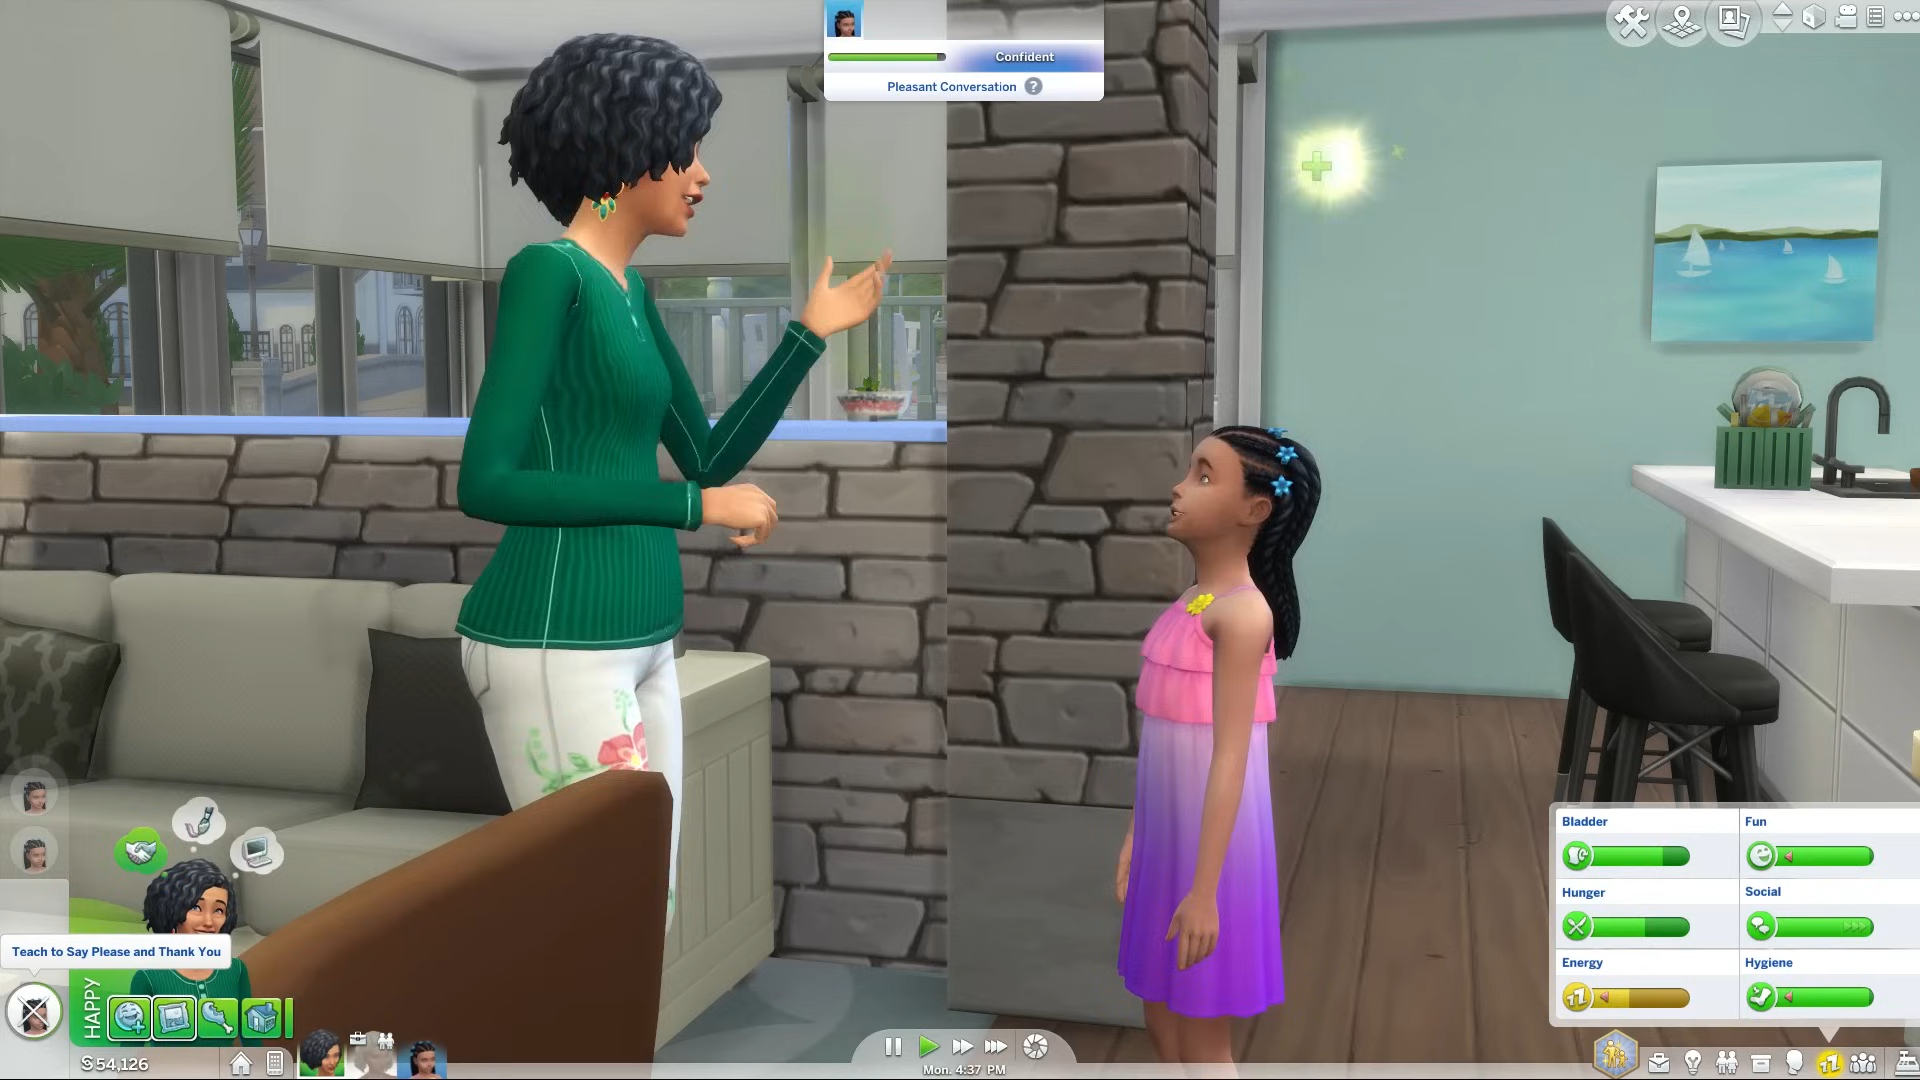 Confident
Pleasant Conversation ?
Bladder
Fun
Hunger
Social
Energy
Hygiene
Teach to Say Please and Thank You
HAPPY
§54,126
Mon. 4:37 PM